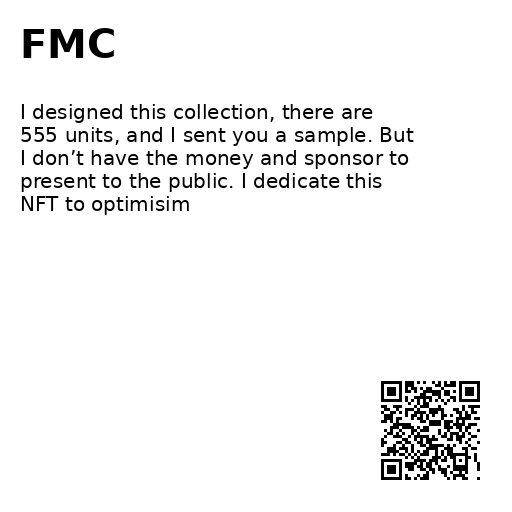 FMC
I designed this collection, there are
555 units, and I sent you a sample. But
I don’t have the money and sponsor to
present to the public. I dedicate this
NFT to optimisim